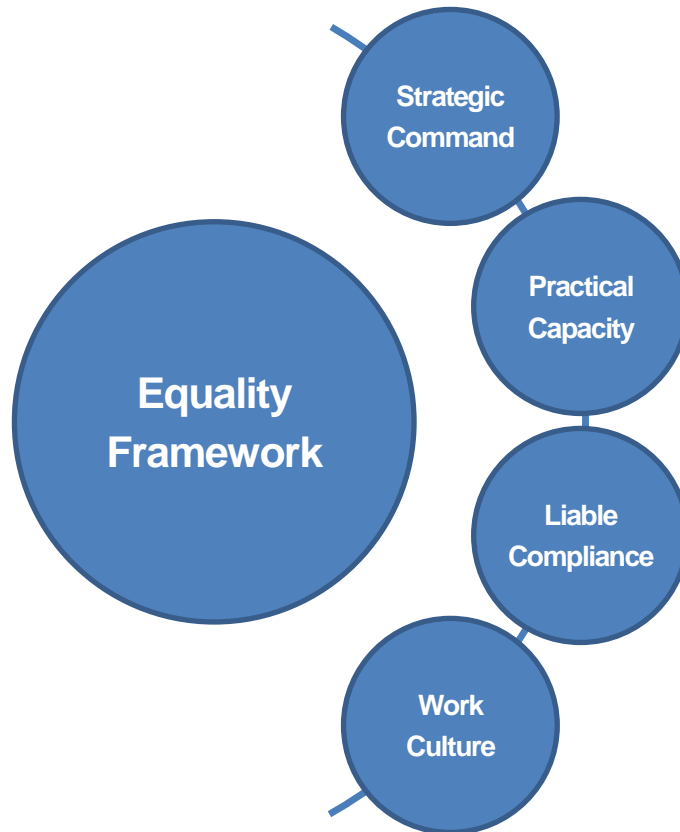 Strategic
Command
Practical
Capacity
Equality
Framework
Liable
Compliance
Work
Culture